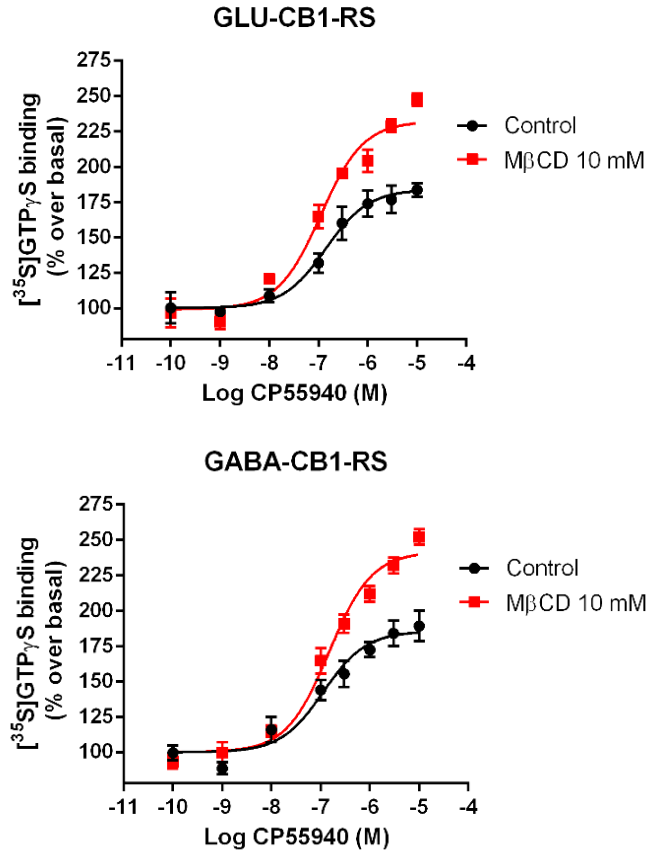 GLU-CB1-RS
275
250
225
200
175
150
125
100
[³⁵S]GTPγS binding
(% over basal)
Control
MβCD 10 mM
-11 -10 -9 -8 -7 -6 -5 -4
Log CP55940 (M)
GABA-CB1-RS
275
250
225
200
175
150
125
100
[³⁵S]GTPγS binding
(% over basal)
Control
MβCD 10 mM
-11 -10 -9 -8 -7 -6 -5 -4
Log CP55940 (M)